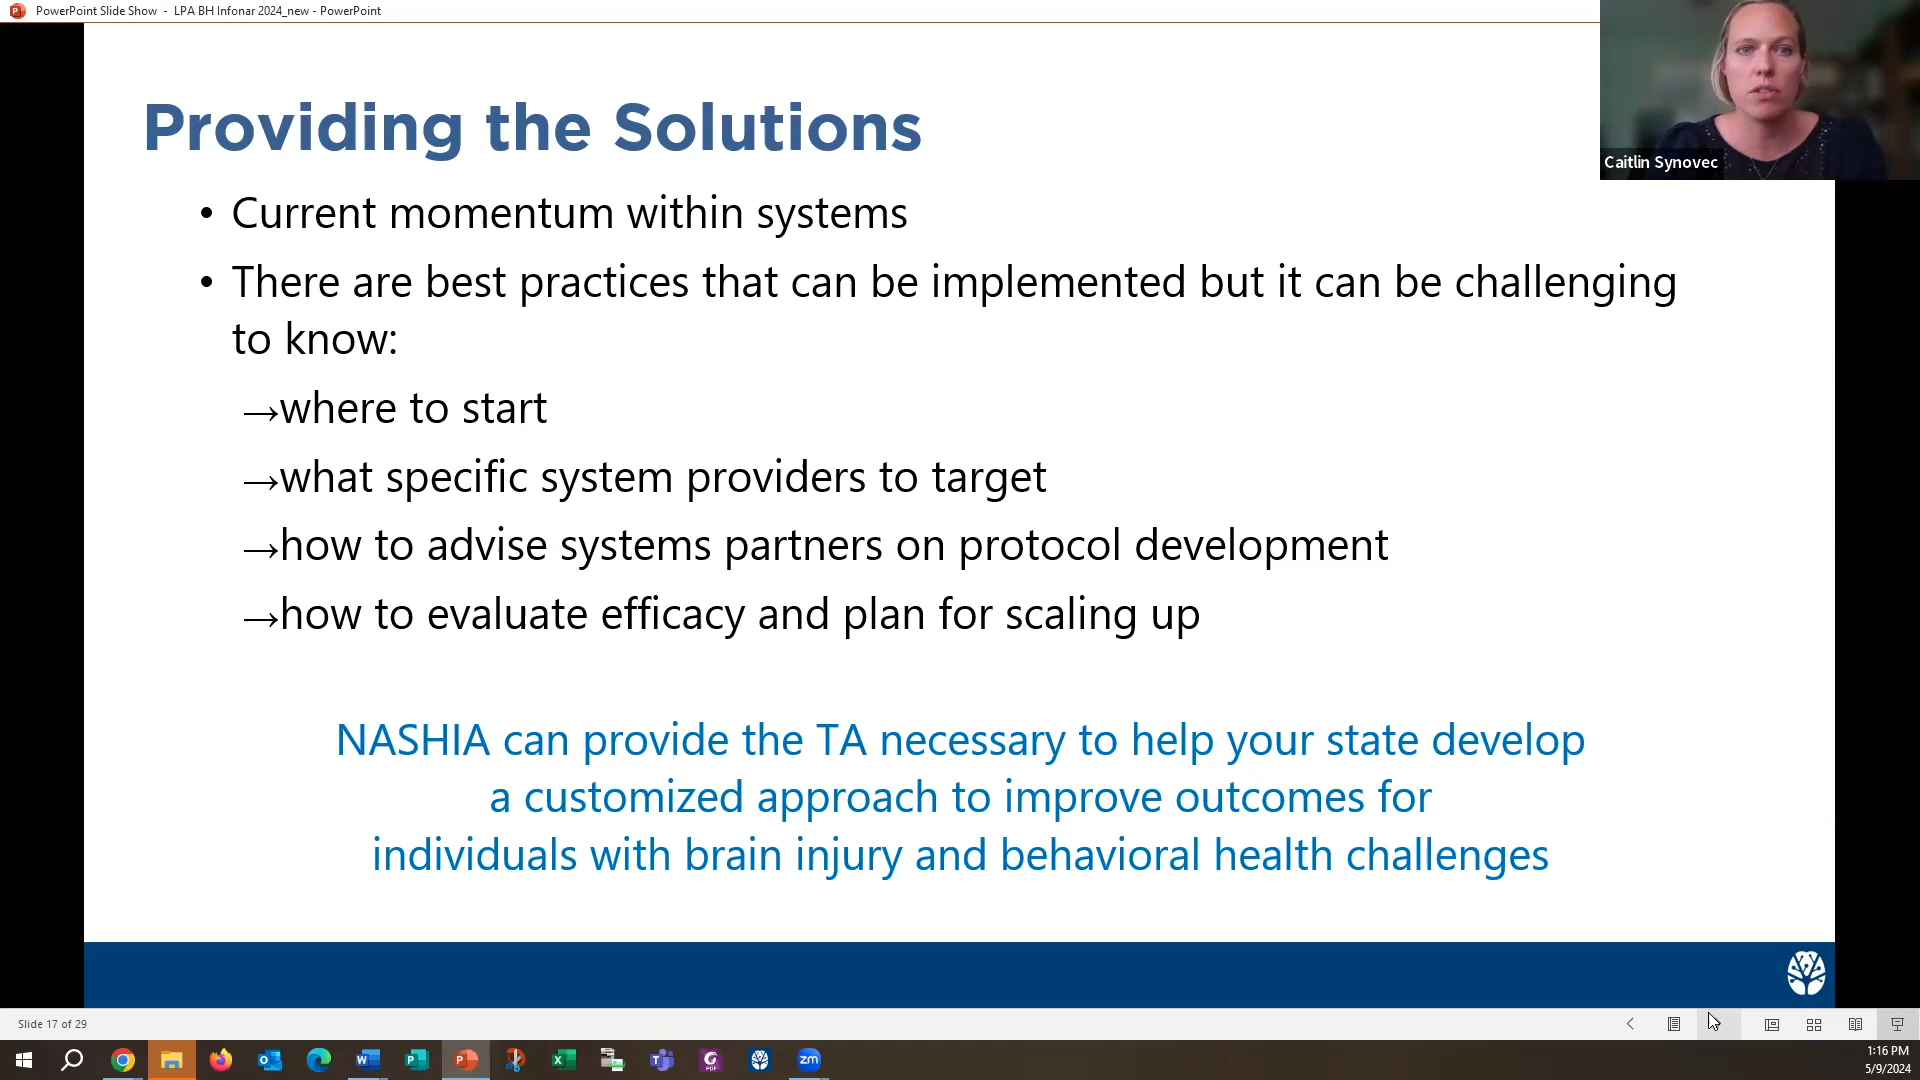 PowerPoint Slide Show - LPA BH Infonar 2024_new - PowerPoint
Caitlin Synovec
Providing the Solutions
• Current momentum within systems
• There are best practices that can be implemented but it can be challenging
to know:
→where to start
→what specific system providers to target
→how to advise systems partners on protocol development
→how to evaluate efficacy and plan for scaling up
NASHIA can provide the TA necessary to help your state develop
a customized approach to improve outcomes for
individuals with brain injury and behavioral health challenges
Slide 17 of 29
zm
1:16 PM
5/9/2024